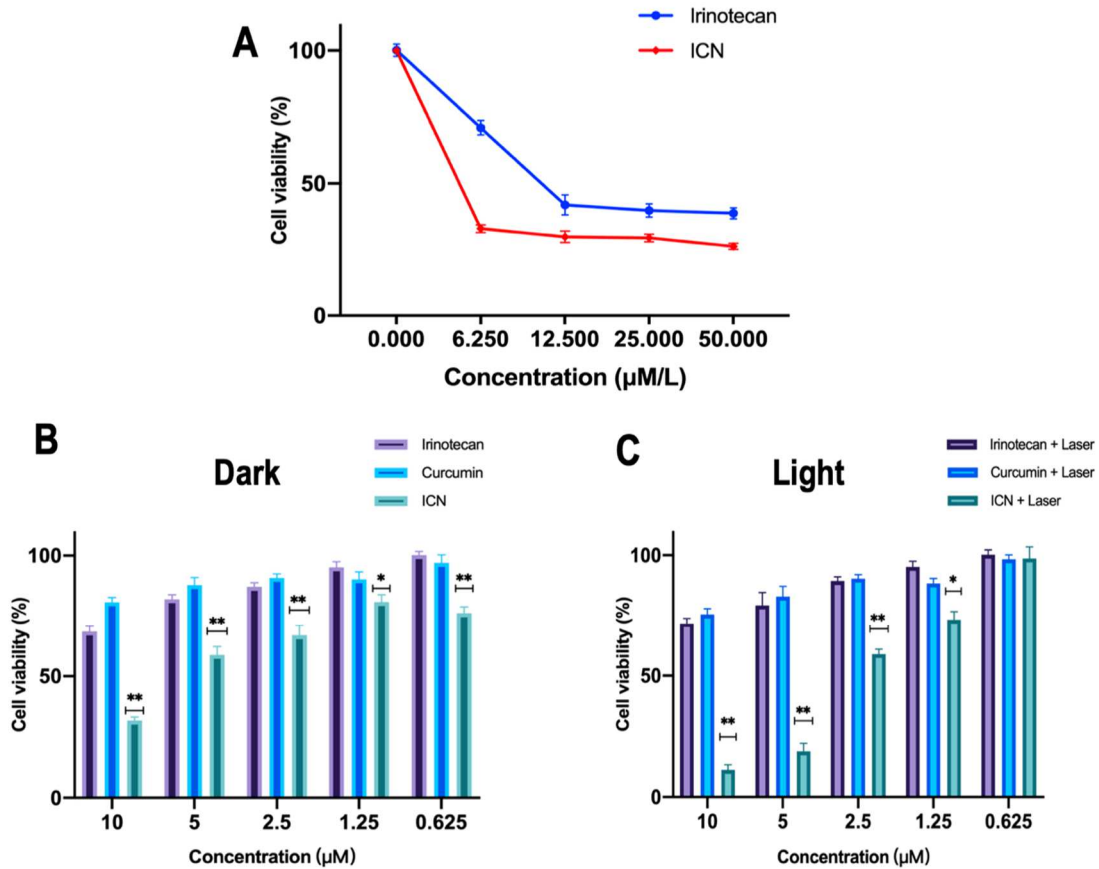 A
Irinotecan
ICN
100
50
0
Cell viability (%)
0.000 6.250 12.500 25.000 50.000
Concentration (µM/L)
B
Dark
Irinotecan
Curcumin
ICN
100
50
0
Cell viability (%)
** ** ** * **
10 5 2.5 1.25 0.625
Concentration (µM)
C
Light
Irinotecan + Laser
Curcumin + Laser
ICN + Laser
100
50
0
Cell viability (%)
** ** ** *
10 5 2.5 1.25 0.625
Concentration (µM)